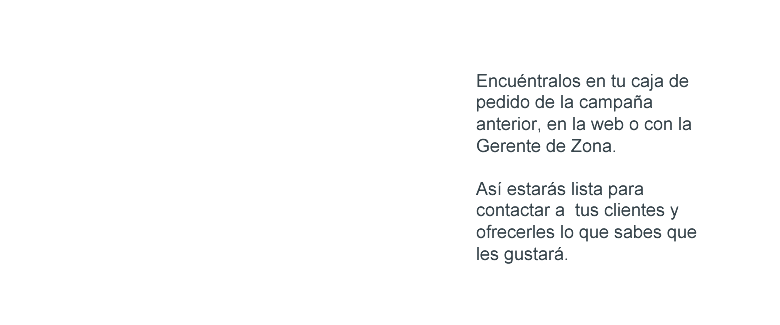 Encuéntralos en tu caja de
pedido de la campaña
anterior, en la web o con la
Gerente de Zona.
Así estarás lista para
contactar a  tus clientes y
ofrecerles lo que sabes que
les gustará.